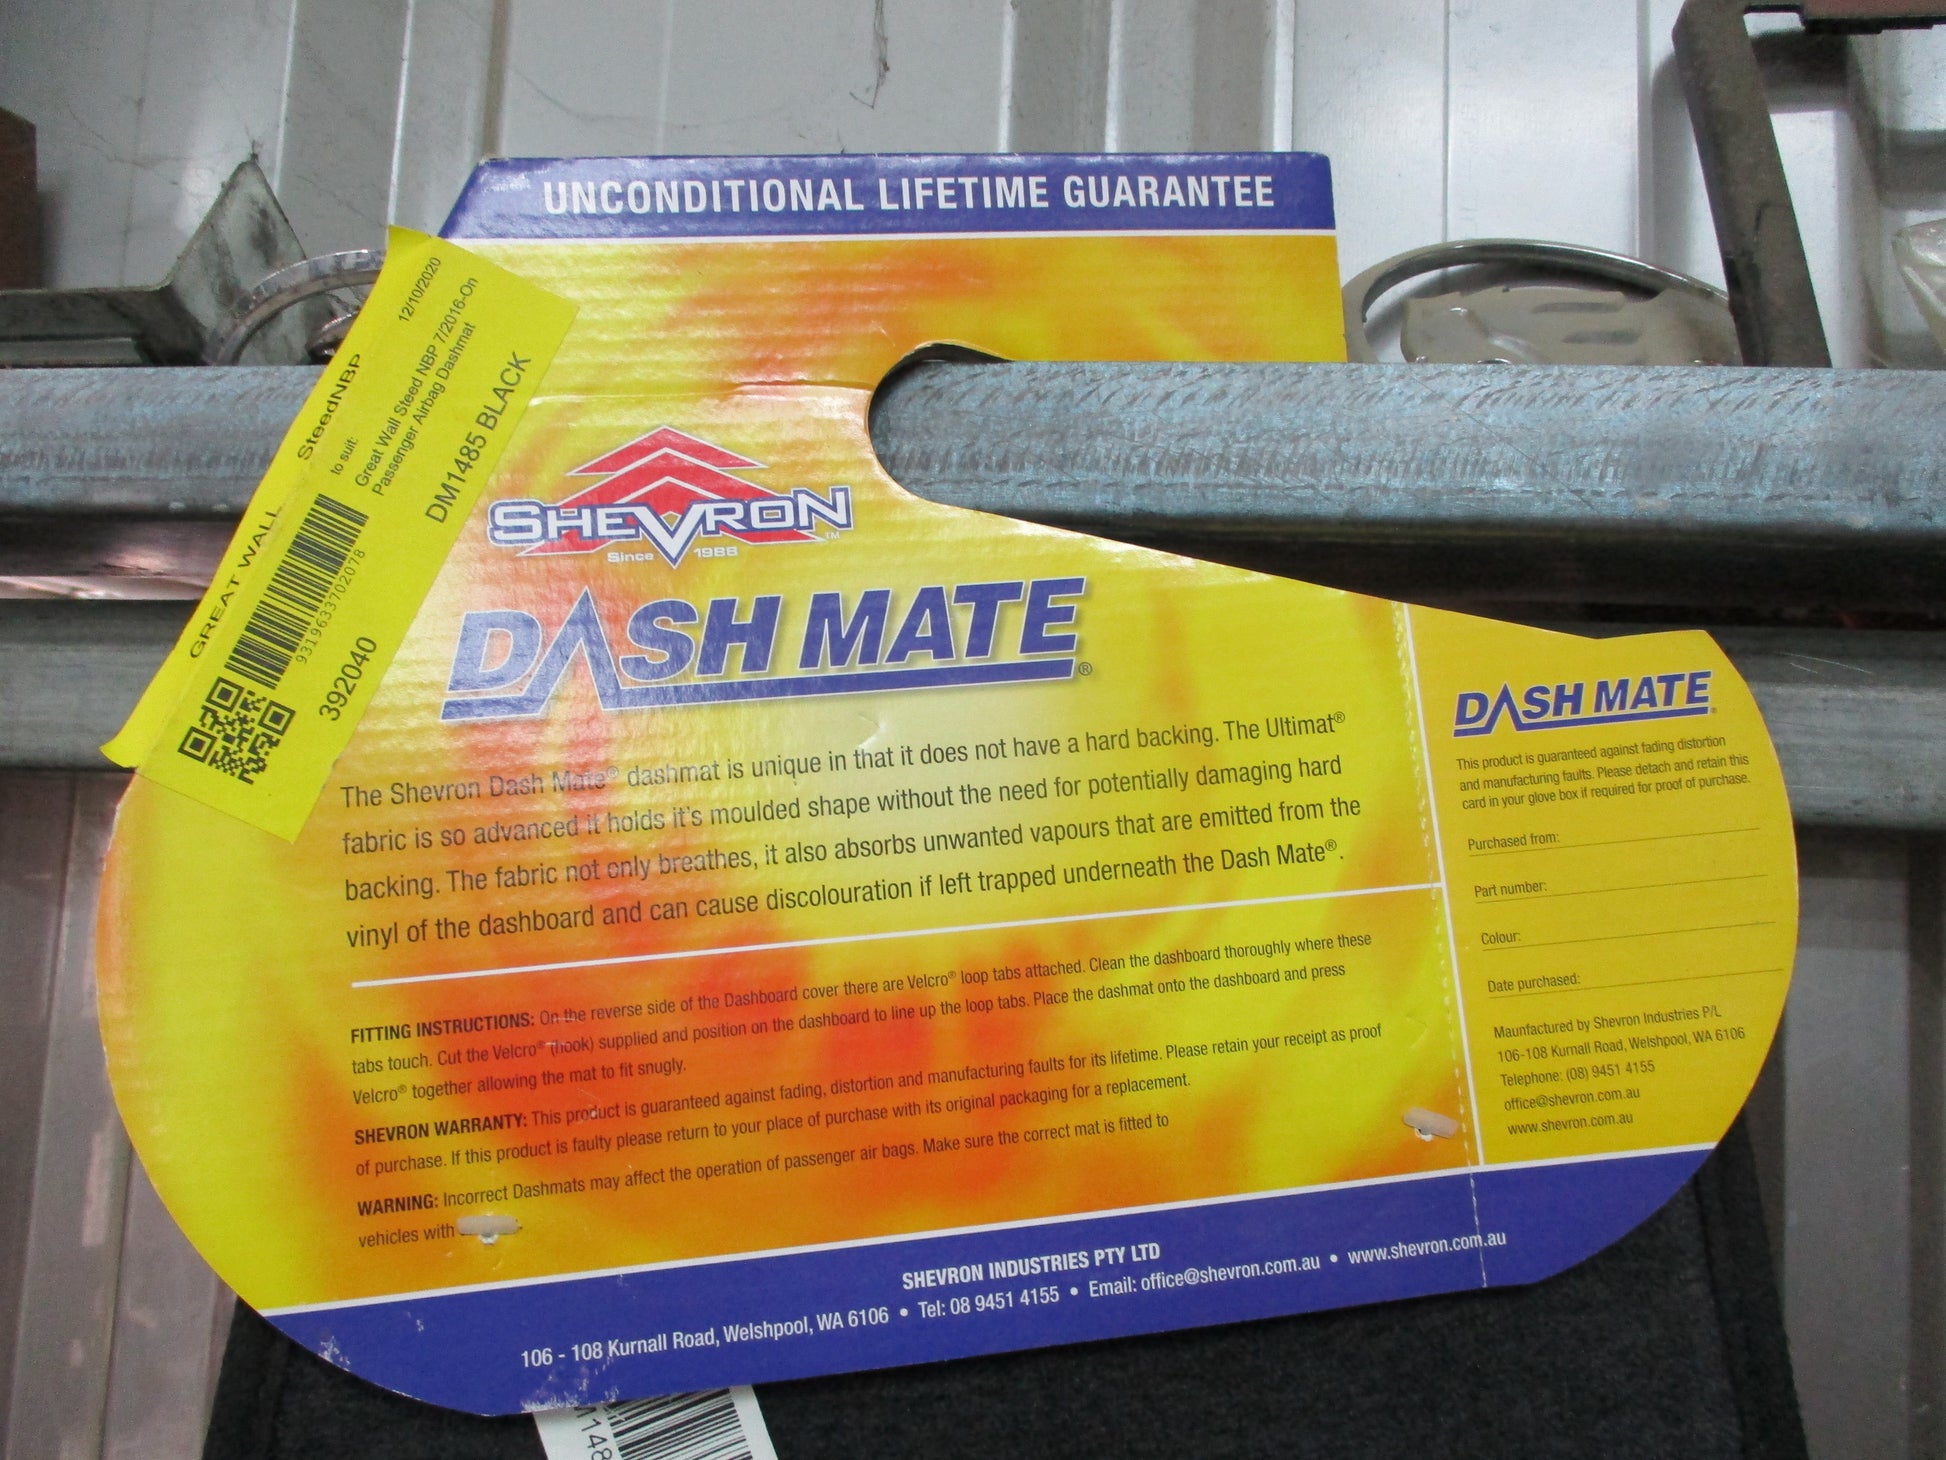 UNCONDITIONAL LIFETIME GUARANTEE
12/10/2020
GREAT WALL SteedNBP
to suit:
Great Wall Steed NBP 7/2016-On
Passenger Airbag Dashmat
DM1485 BLACK
9319633702078
392040
SHEVRON™
Since 1988
DASH MATE®
The Shevron Dash Mate® dashmat is unique in that it does not have a hard backing. The Ultimat®
fabric is so advanced it holds it's moulded shape without the need for potentially damaging hard
backing. The fabric not only breathes, it also absorbs unwanted vapours that are emitted from the
vinyl of the dashboard and can cause discolouration if left trapped underneath the Dash Mate®.
FITTING INSTRUCTIONS: On the reverse side of the Dashboard cover there are Velcro® loop tabs attached. Clean the dashboard thoroughly where these
tabs touch. Cut the Velcro® (hook) supplied and position on the dashboard to line up the loop tabs. Place the dashmat onto the dashboard and press
Velcro® together allowing the mat to fit snugly.
SHEVRON WARRANTY: This product is guaranteed against fading, distortion and manufacturing faults for its lifetime. Please retain your receipt as proof
of purchase. If this product is faulty please return to your place of purchase with its original packaging for a replacement.
WARNING: Incorrect Dashmats may affect the operation of passenger air bags. Make sure the correct mat is fitted to
vehicles with
DASH MATE®
This product is guaranteed against fading distortion
and manufacturing faults. Please detach and retain this
card in your glove box if required for proof of purchase.
Purchased from:
Part number:
Colour:
Date purchased:
Maunfactured by Shevron Industries P/L
106-108 Kurnall Road, Welshpool, WA 6106
Telephone: (08) 9451 4155
office@shevron.com.au
www.shevron.com.au
SHEVRON INDUSTRIES PTY LTD
106 - 108 Kurnall Road, Welshpool, WA 6106 • Tel: 08 9451 4155 • Email: office@shevron.com.au • www.shevron.com.au